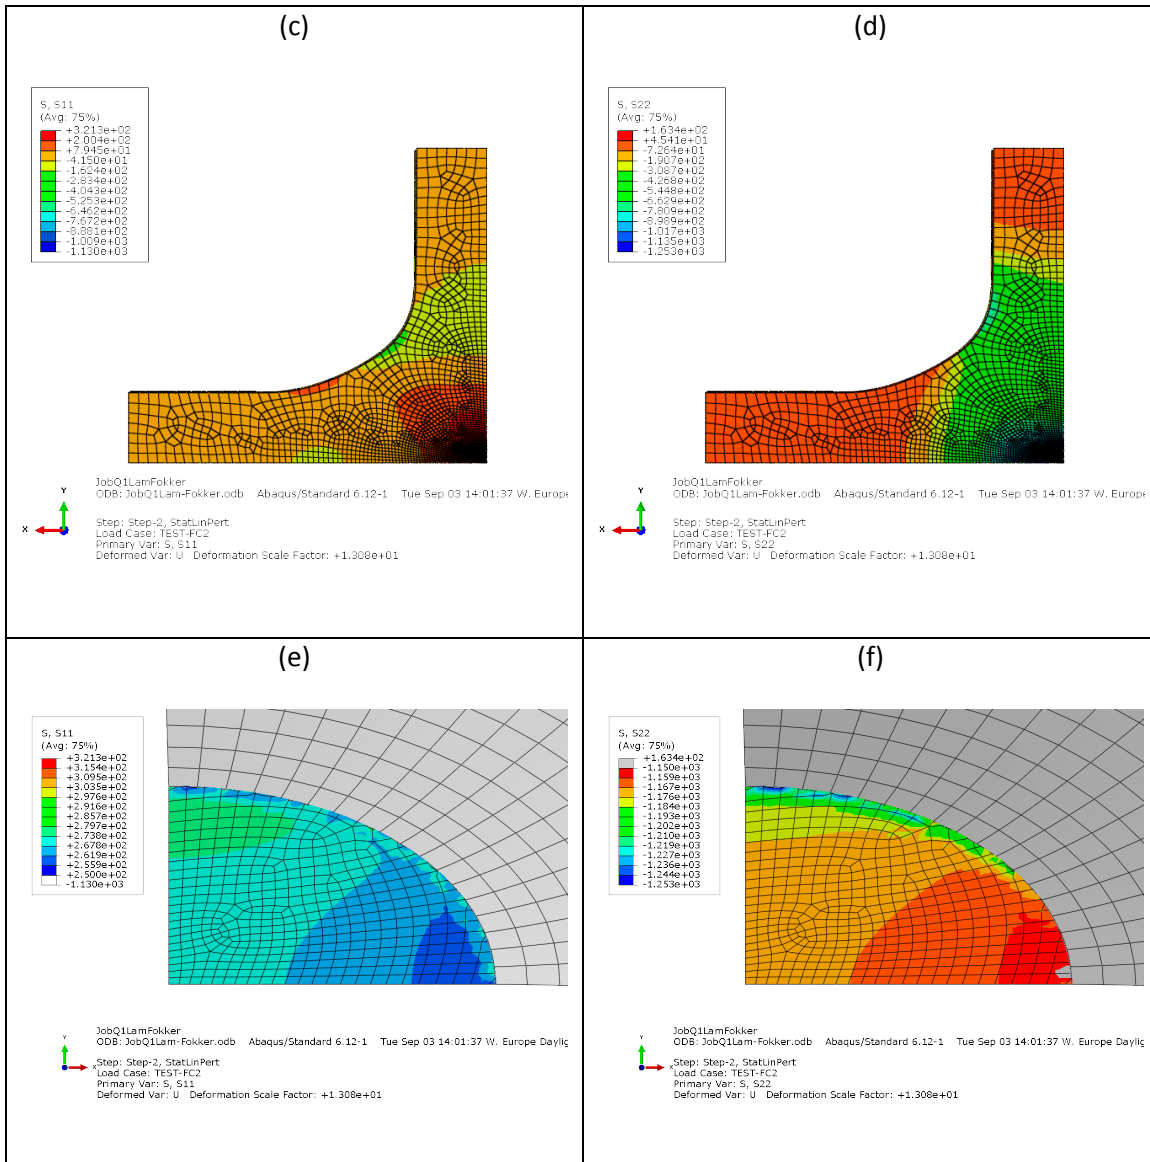 (c)
S, S11
(Avg: 75%)
+3.213e+02
+2.004e+02
+7.945e+01
-4.150e+01
-1.624e+02
-2.834e+02
-4.043e+02
-5.253e+02
-6.462e+02
-7.672e+02
-8.881e+02
-1.009e+03
-1.130e+03
JobQ1LamFokker
ODB: JobQ1Lam-Fokker.odb Abaqus/Standard 6.12-1 Tue Sep 03 14:01:37 W. Europe
Y
X
Step: Step-2, StatLinPert
Load Case: TEST-FC2
Primary Var: S, S11
Deformed Var: U Deformation Scale Factor: +1.308e+01
(d)
S, S22
(Avg: 75%)
+1.634e+02
+4.541e+01
-7.264e+01
-1.907e+02
-3.087e+02
-4.268e+02
-5.448e+02
-6.629e+02
-7.809e+02
-8.989e+02
-1.017e+03
-1.135e+03
-1.253e+03
JobQ1LamFokker
ODB: JobQ1Lam-Fokker.odb Abaqus/Standard 6.12-1 Tue Sep 03 14:01:37 W. Europe
Y
X
Step: Step-2, StatLinPert
Load Case: TEST-FC2
Primary Var: S, S22
Deformed Var: U Deformation Scale Factor: +1.308e+01
(e)
S, S11
(Avg: 75%)
+3.213e+02
+3.154e+02
+3.095e+02
+3.035e+02
+2.976e+02
+2.916e+02
+2.857e+02
+2.797e+02
+2.738e+02
+2.678e+02
+2.619e+02
+2.559e+02
+2.500e+02
-1.130e+03
JobQ1LamFokker
ODB: JobQ1Lam-Fokker.odb Abaqus/Standard 6.12-1 Tue Sep 03 14:01:37 W. Europe Daylig
Y
X
Step: Step-2, StatLinPert
Load Case: TEST-FC2
Primary Var: S, S11
Deformed Var: U Deformation Scale Factor: +1.308e+01
(f)
S, S22
(Avg: 75%)
+1.634e+02
-1.150e+03
-1.159e+03
-1.167e+03
-1.176e+03
-1.184e+03
-1.193e+03
-1.202e+03
-1.210e+03
-1.219e+03
-1.227e+03
-1.236e+03
-1.244e+03
-1.253e+03
JobQ1LamFokker
ODB: JobQ1Lam-Fokker.odb Abaqus/Standard 6.12-1 Tue Sep 03 14:01:37 W. Europe Daylig
Y
X
Step: Step-2, StatLinPert
Load Case: TEST-FC2
Primary Var: S, S22
Deformed Var: U Deformation Scale Factor: +1.308e+01